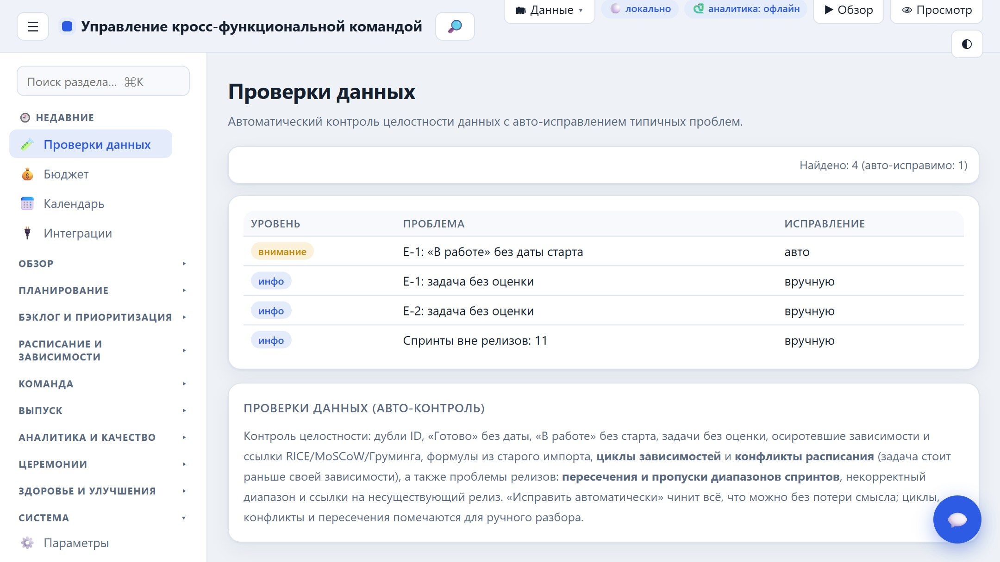 ☰
Управление кросс-функциональной командой
Данные ▾
локально
аналитика: офлайн
▶ Обзор
Просмотр
Поиск раздела... ⌘K
НЕДАВНИЕ
Проверки данных
Бюджет
Календарь
Интеграции
ОБЗОР
ПЛАНИРОВАНИЕ
БЭКЛОГ И ПРИОРИТИЗАЦИЯ
РАСПИСАНИЕ И
ЗАВИСИМОСТИ
КОМАНДА
ВЫПУСК
АНАЛИТИКА И КАЧЕСТВО
ЦЕРЕМОНИИ
ЗДОРОВЬЕ И УЛУЧШЕНИЯ
СИСТЕМА
Параметры
Проверки данных
Автоматический контроль целостности данных с авто-исправлением типичных проблем.
Найдено: 4 (авто-исправимо: 1)
УРОВЕНЬ ПРОБЛЕМА ИСПРАВЛЕНИЕ
внимание E-1: «В работе» без даты старта авто
инфо E-1: задача без оценки вручную
инфо E-2: задача без оценки вручную
инфо Спринты вне релизов: 11 вручную
ПРОВЕРКИ ДАННЫХ (АВТО-КОНТРОЛЬ)
Контроль целостности: дубли ID, «Готово» без даты, «В работе» без старта, задачи без оценки, осиротевшие зависимости и
ссылки RICE/MoSCoW/Груминга, формулы из старого импорта, циклы зависимостей и конфликты расписания (задача стоит
раньше своей зависимости), а также проблемы релизов: пересечения и пропуски диапазонов спринтов, некорректный
диапазон и ссылки на несуществующий релиз. «Исправить автоматически» чинит всё, что можно без потери смысла; циклы,
конфликты и пересечения помечаются для ручного разбора.